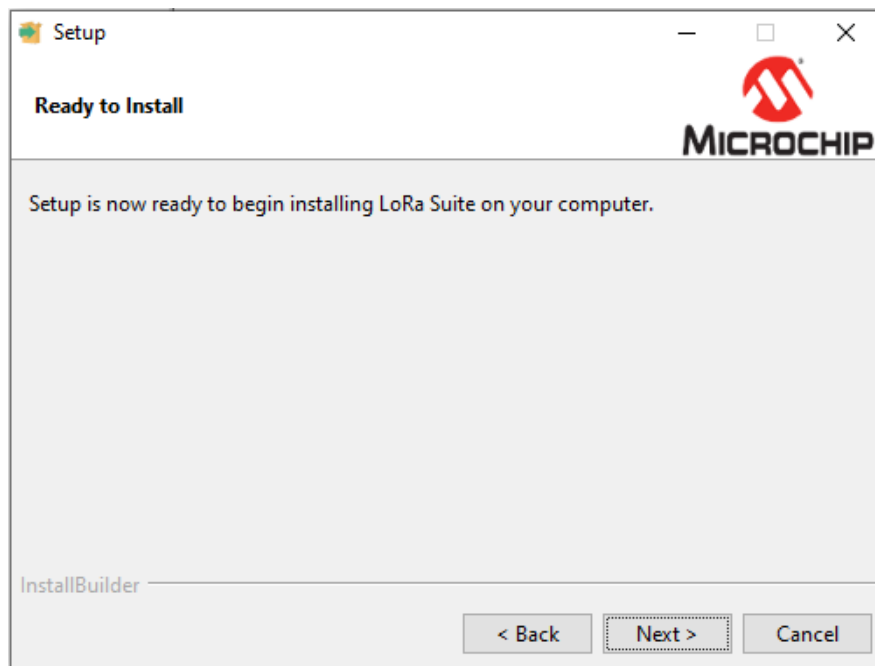 Setup
Ready to Install
MICROCHIP
Setup is now ready to begin installing LoRa Suite on your computer.
InstallBuilder
< Back
Next >
Cancel